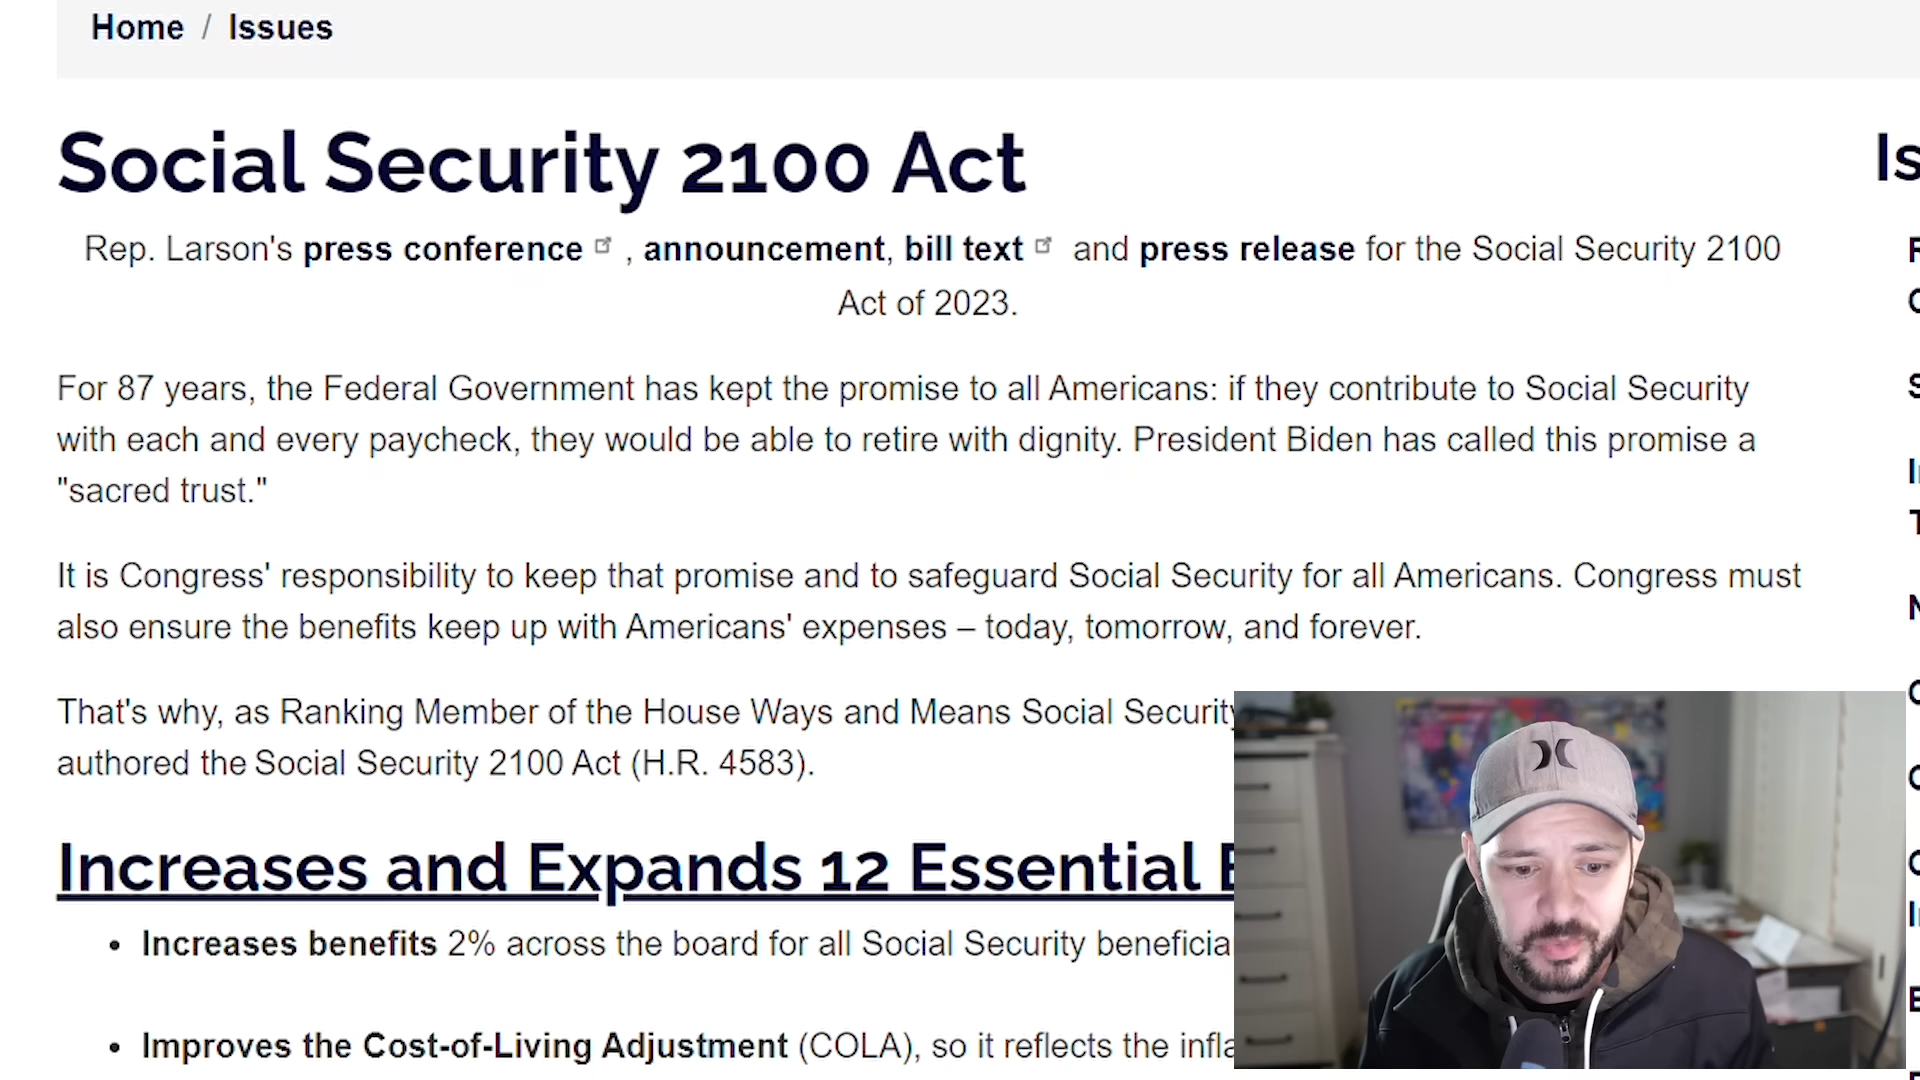 Home / Issues
Social Security 2100 Act
Rep. Larson's press conference , announcement, bill text and press release for the Social Security 2100
Act of 2023.
For 87 years, the Federal Government has kept the promise to all Americans: if they contribute to Social Security
with each and every paycheck, they would be able to retire with dignity. President Biden has called this promise a
"sacred trust."
It is Congress' responsibility to keep that promise and to safeguard Social Security for all Americans. Congress must
also ensure the benefits keep up with Americans' expenses – today, tomorrow, and forever.
That's why, as Ranking Member of the House Ways and Means Social Security
authored the Social Security 2100 Act (H.R. 4583).
Increases and Expands 12 Essential
• Increases benefits 2% across the board for all Social Security
• Improves the Cost-of-Living Adjustment (COLA), so it reflects the